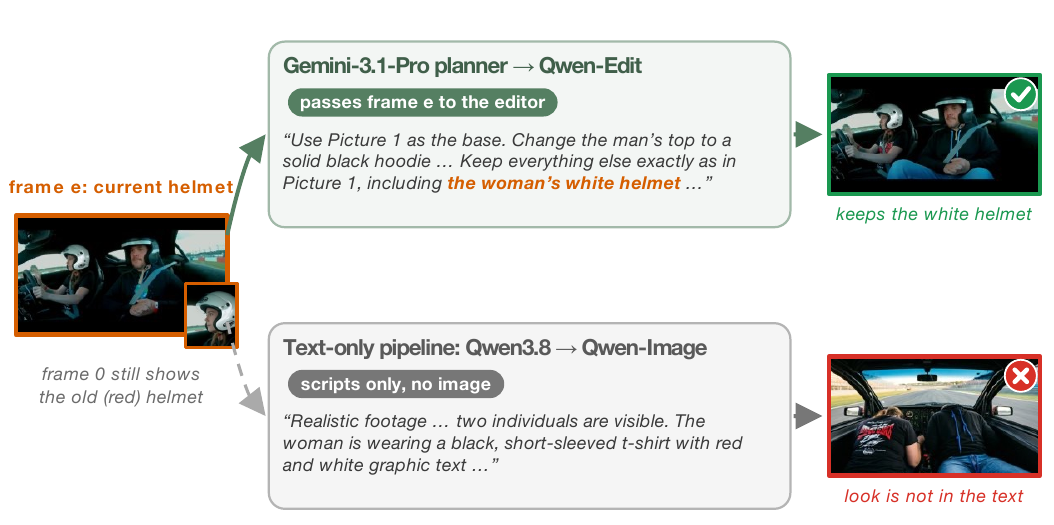 frame e: current helmet
frame 0 still shows
the old (red) helmet
Gemini-3.1-Pro planner → Qwen-Edit
passes frame e to the editor
“Use Picture 1 as the base. Change the man’s top to a
solid black hoodie … Keep everything else exactly as in
Picture 1, including the woman’s white helmet …”
keeps the white helmet
Text-only pipeline: Qwen3.8 → Qwen-Image
scripts only, no image
“Realistic footage … two individuals are visible. The
woman is wearing a black, short-sleeved t-shirt with red
and white graphic text …”
look is not in the text